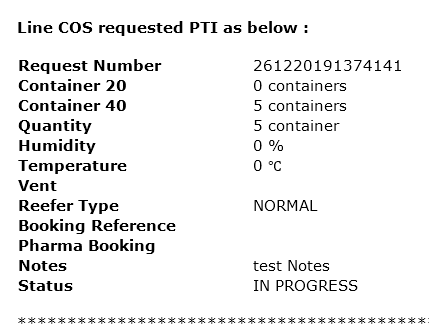 Line COS requested PTI as below :
Request Number 261220191374141
Container 20 0 containers
Container 40 5 containers
Quantity 5 container
Humidity 0 %
Temperature 0 ℃
Vent
Reefer Type NORMAL
Booking Reference
Pharma Booking
Notes test Notes
Status IN PROGRESS
******************************************